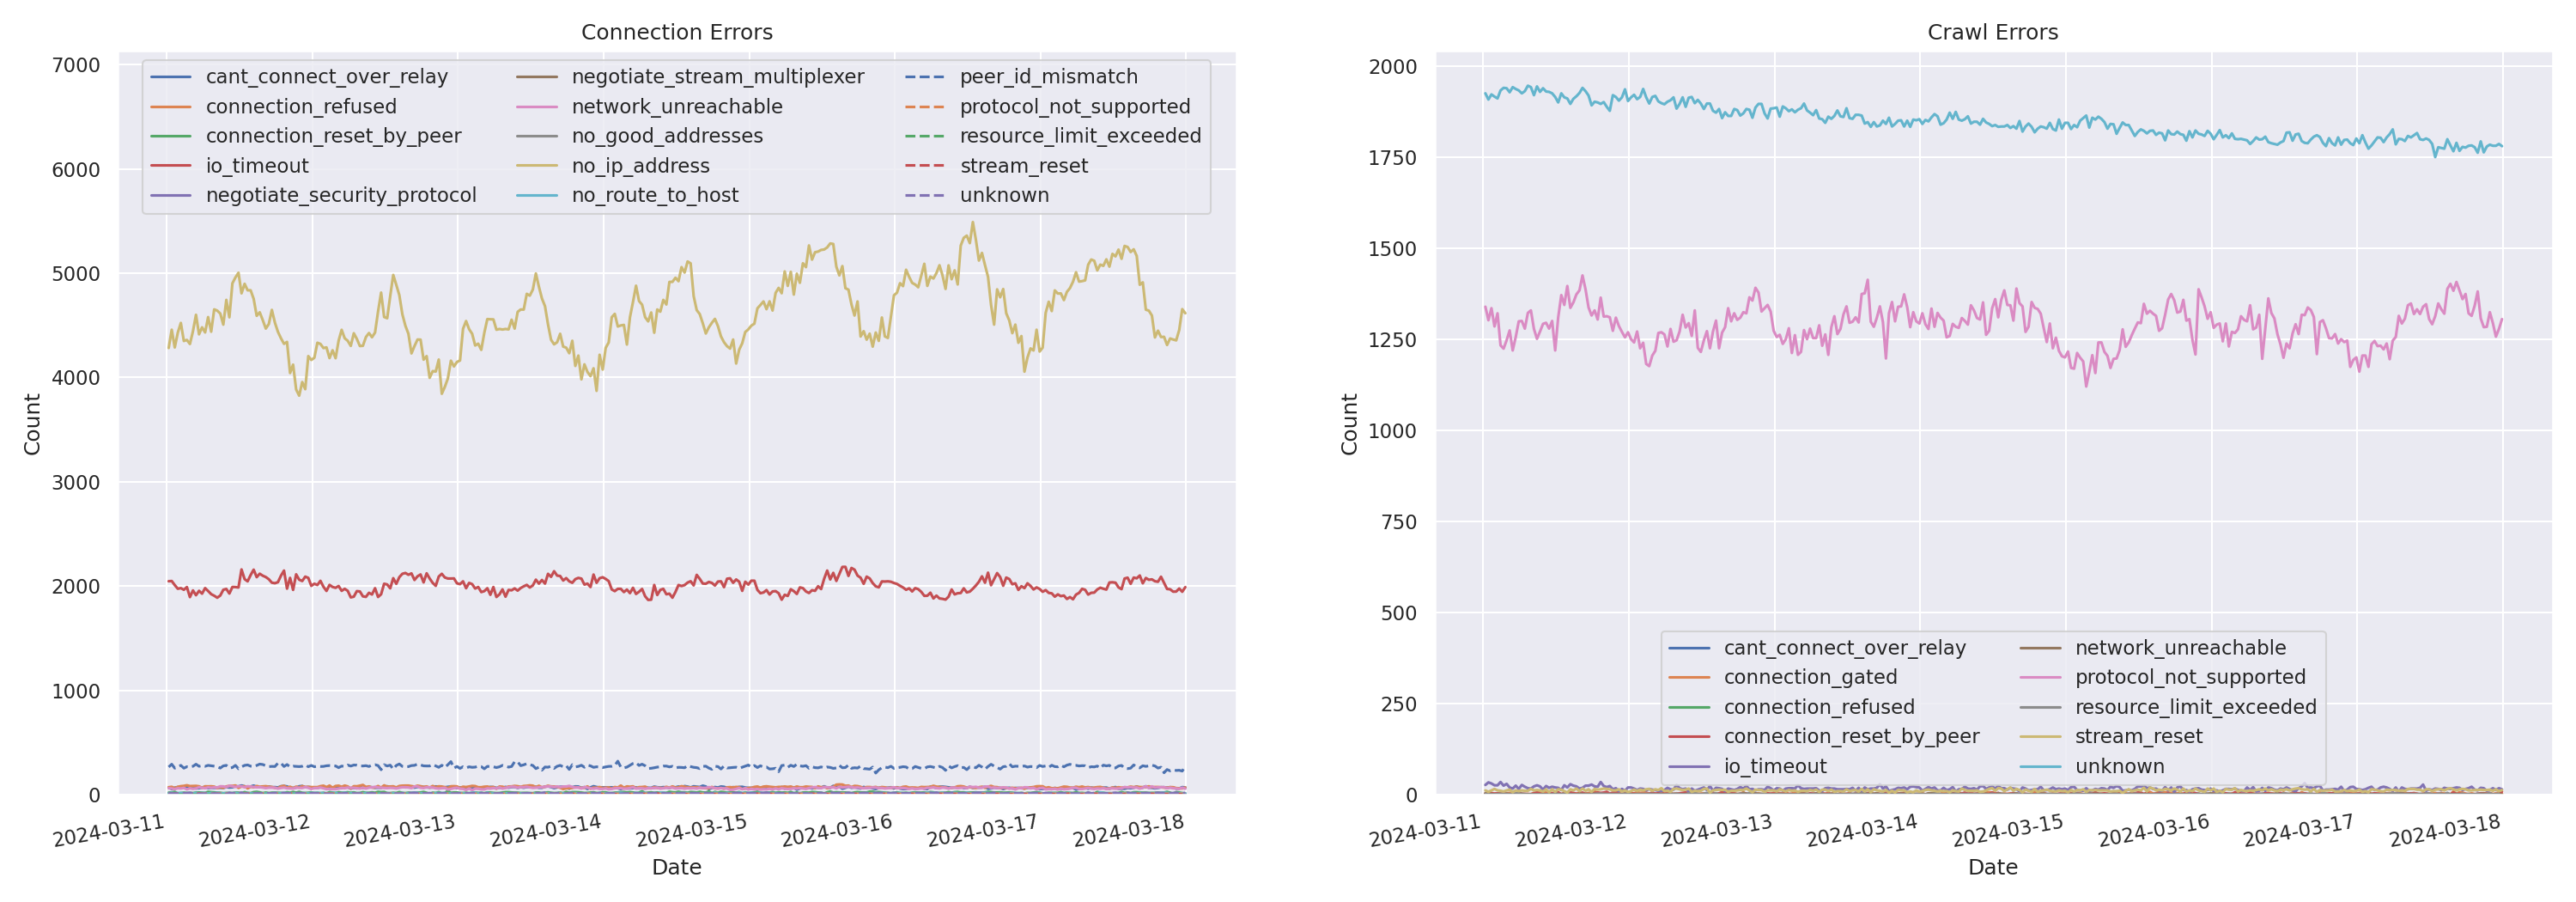 Connection Errors
7000
6000
5000
4000
3000
2000
1000
0
Count
cant_connect_over_relay
connection_refused
connection_reset_by_peer
io_timeout
negotiate_security_protocol
negotiate_stream_multiplexer
network_unreachable
no_good_addresses
no_ip_address
no_route_to_host
peer_id_mismatch
protocol_not_supported
resource_limit_exceeded
stream_reset
unknown
2024-03-11
2024-03-12
2024-03-13
2024-03-14
2024-03-15
2024-03-16
2024-03-17
2024-03-18
Date
Crawl Errors
2000
1750
1500
1250
1000
750
500
250
0
Count
cant_connect_over_relay
connection_gated
connection_refused
connection_reset_by_peer
io_timeout
network_unreachable
protocol_not_supported
resource_limit_exceeded
stream_reset
unknown
2024-03-11
2024-03-12
2024-03-13
2024-03-14
2024-03-15
2024-03-16
2024-03-17
2024-03-18
Date